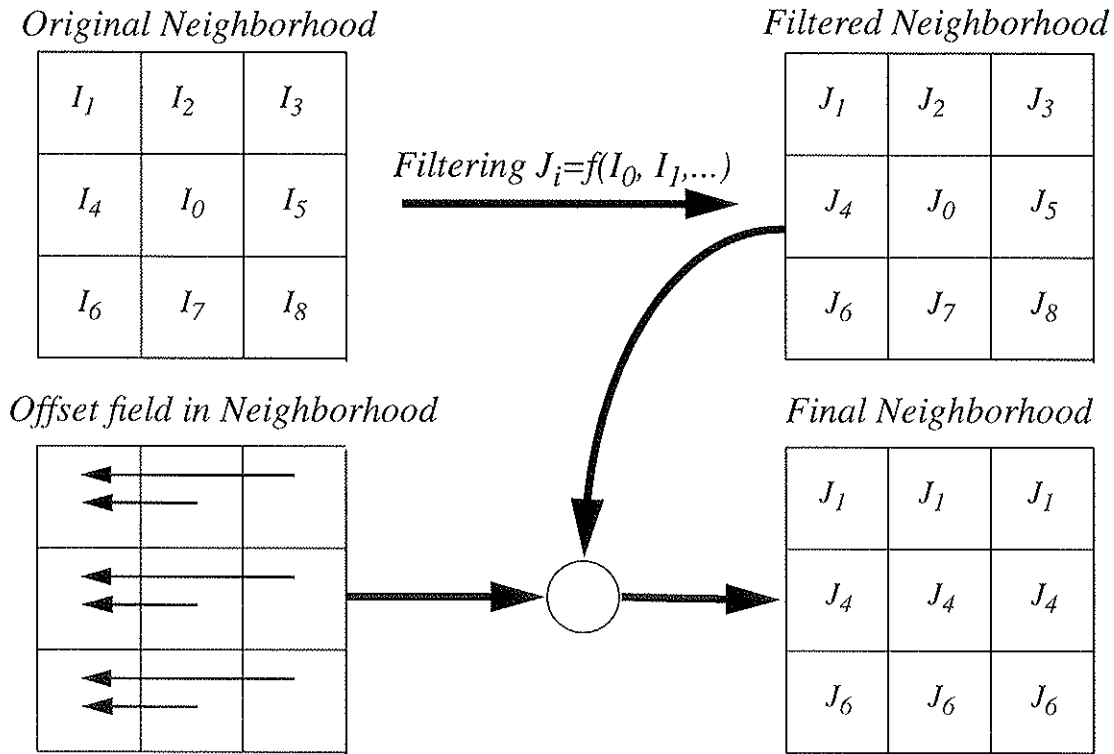 Original Neighborhood
I1 I2 I3
I4 I0 I5
I6 I7 I8
Filtering Ji=f(I0, I1,...)
Filtered Neighborhood
J1 J2 J3
J4 J0 J5
J6 J7 J8
Offset field in Neighborhood
Final Neighborhood
J1 J1 J1
J4 J4 J4
J6 J6 J6